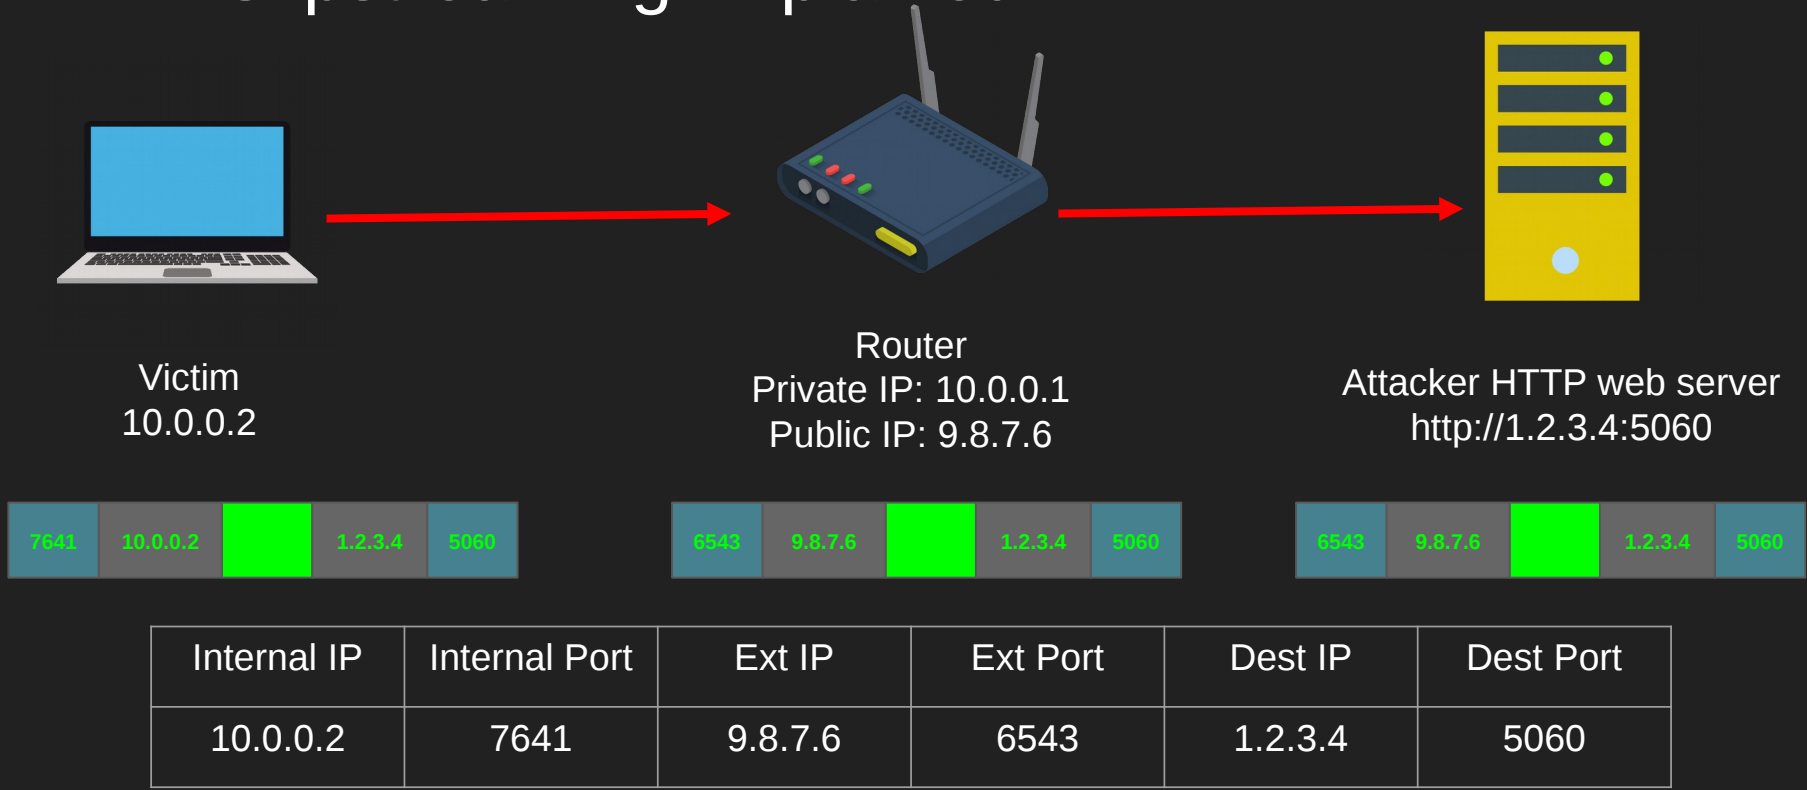 Victim
10.0.0.2
Router
Private IP: 10.0.0.1
Public IP: 9.8.7.6
Attacker HTTP web server
http://1.2.3.4:5060
7641 10.0.0.2 1.2.3.4 5060
6543 9.8.7.6 1.2.3.4 5060
6543 9.8.7.6 1.2.3.4 5060
Internal IP Internal Port Ext IP Ext Port Dest IP Dest Port
10.0.0.2 7641 9.8.7.6 6543 1.2.3.4 5060